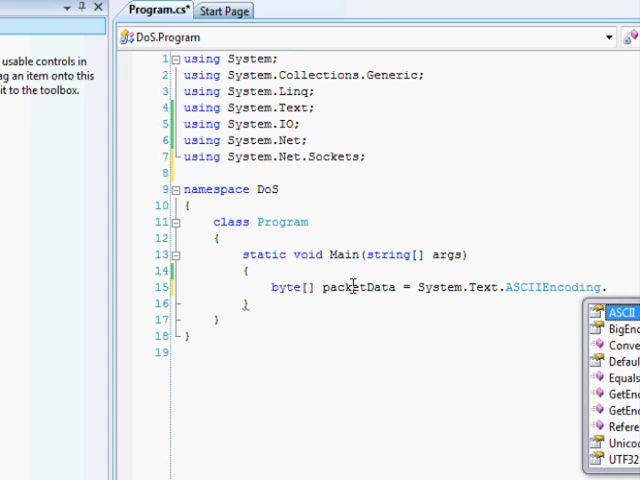 Program.cs* Start Page
usable controls in
ag an item onto this
it to the toolbox.
DoS.Program
1 using System;
2 using System.Collections.Generic;
3 using System.Linq;
4 using System.Text;
5 using System.IO;
6 using System.Net;
7 using System.Net.Sockets;
8
9 namespace DoS
10 {
11 class Program
12 {
13 static void Main(string[] args)
14 {
15 byte[] packetData = System.Text.ASCIIEncoding.
16 }
17 }
18 }
19
ASCII
BigEnc
Conve
Defaul
Equals
GetEnc
GetEnc
Refere
Unicod
UTF32